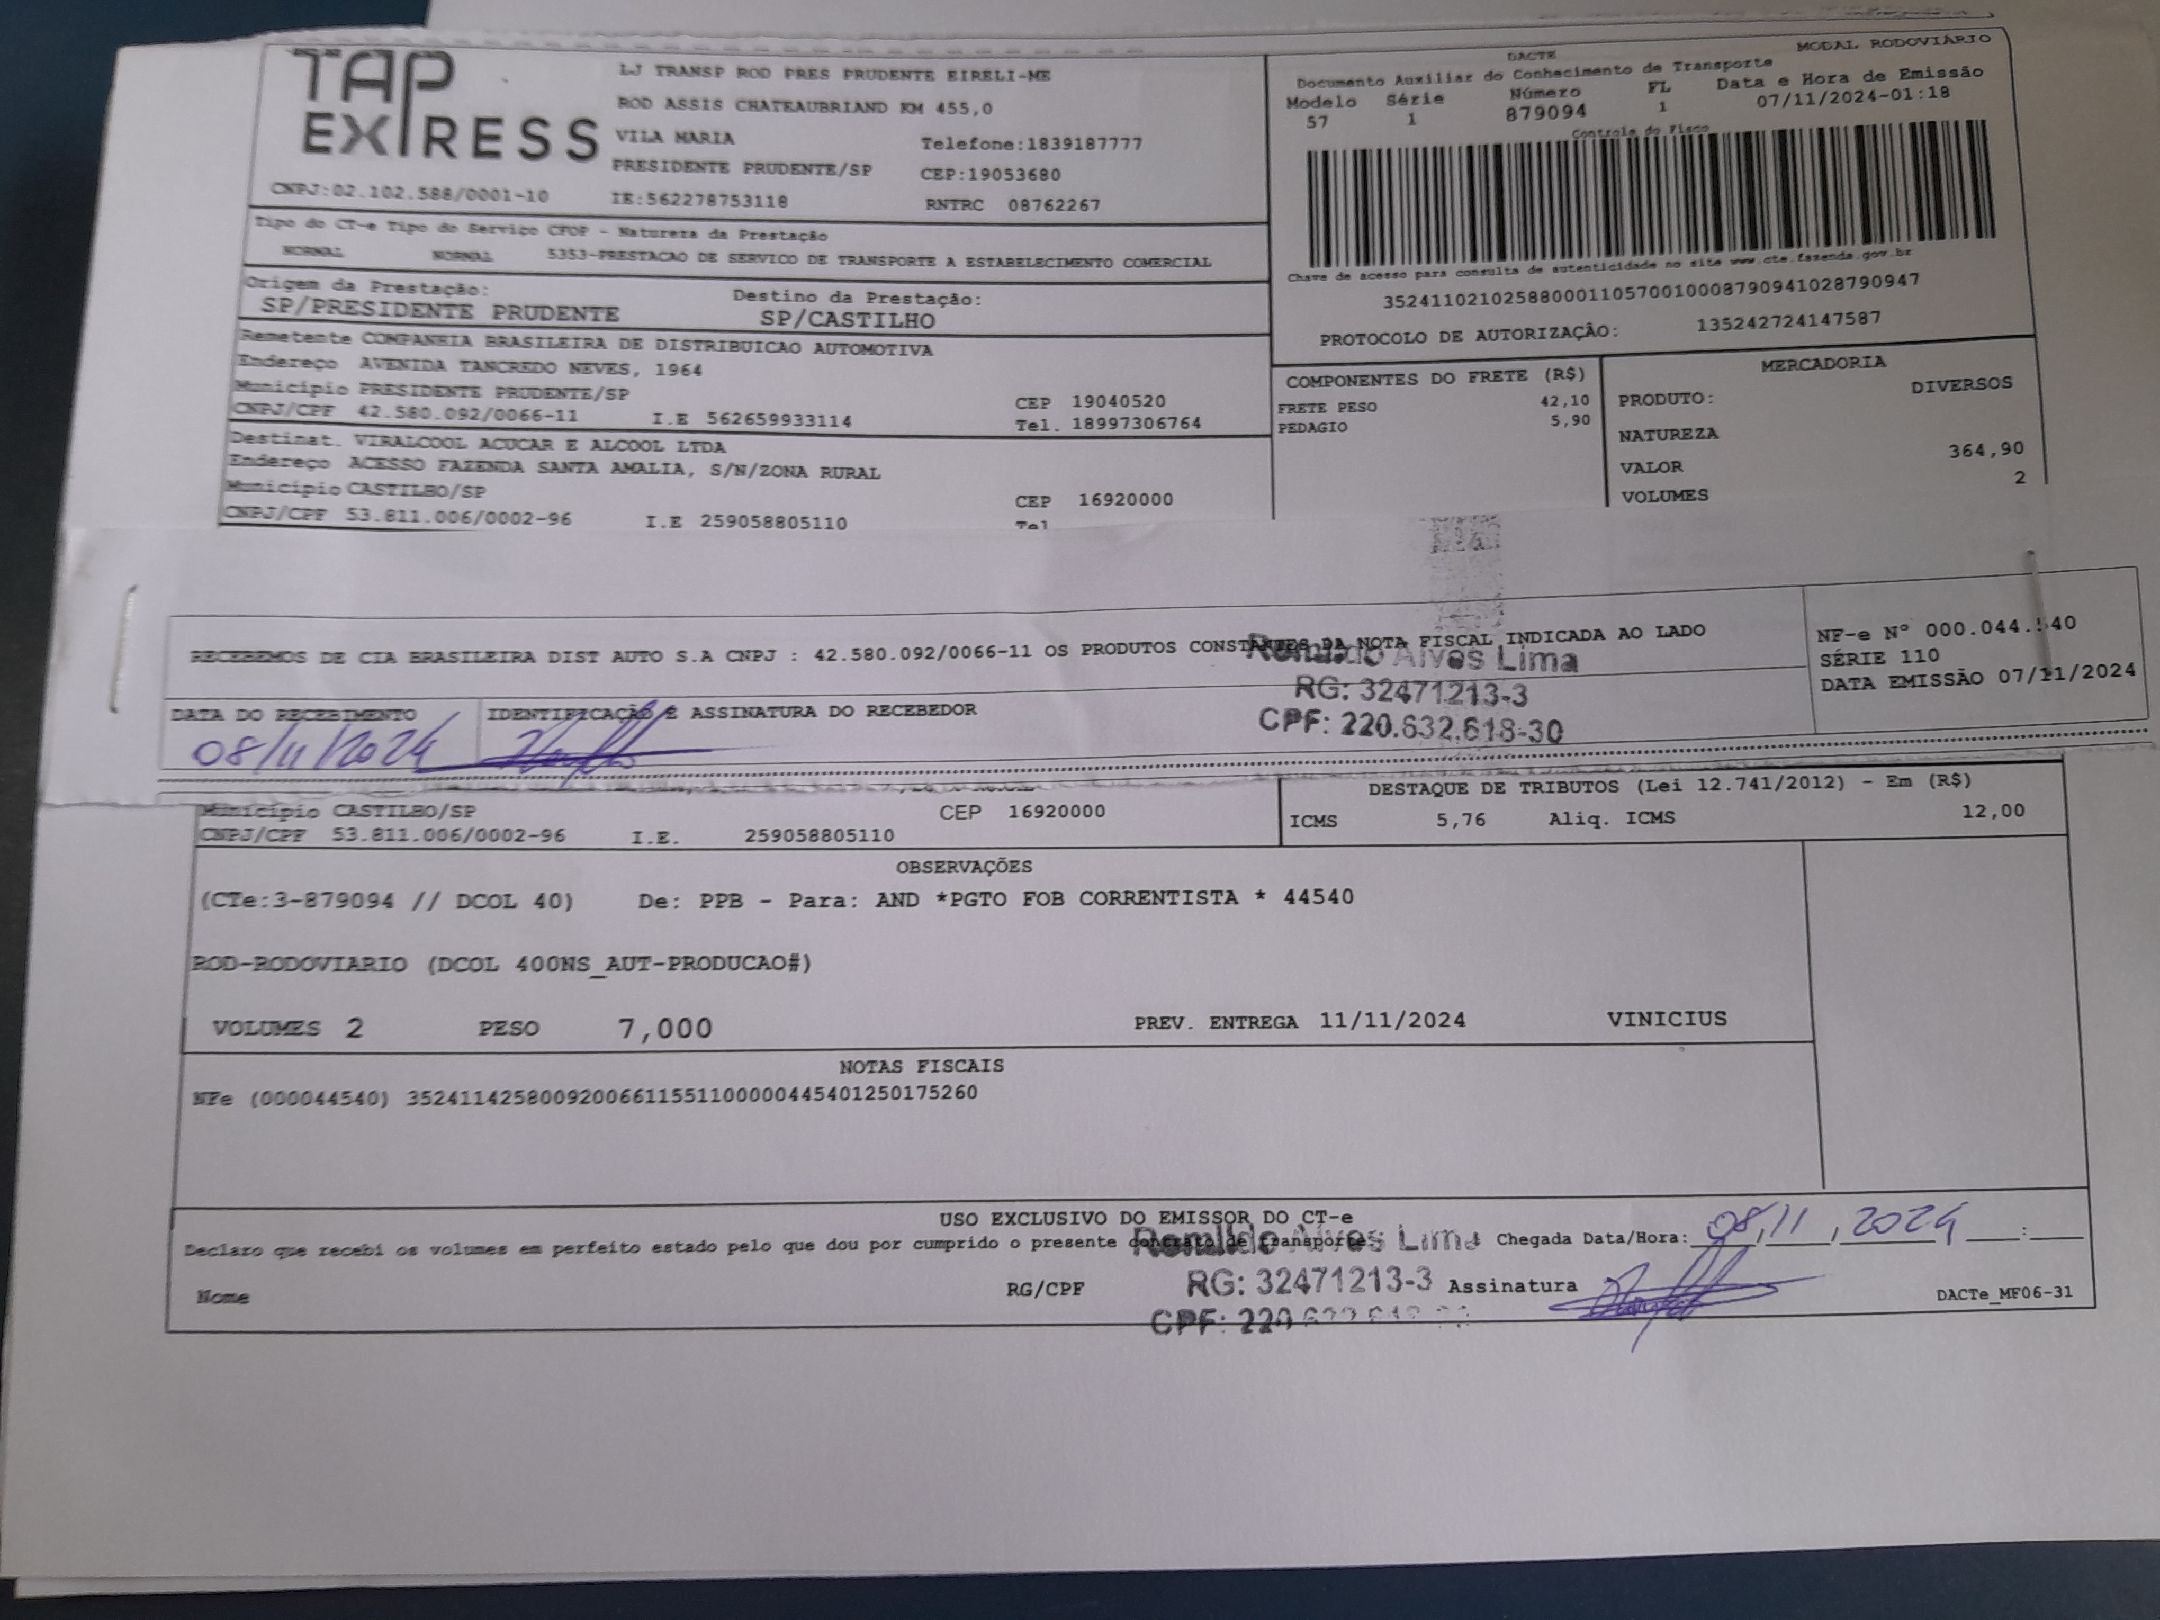 TAP EXPRESS
LJ TRANSP ROD PRES PRUDENTE EIRELI-ME
ROD ASSIS CHATEAUBRIAND KM 455,0
VILA MARIA Telefone:1839187777
PRESIDENTE PRUDENTE/SP CEP:19053680
CNPJ:02.102.588/0001-10 IE:562278753118 RNTRC 08762267
DACTE MODAL RODOVIÁRIO
Documento Auxiliar do Conhecimento de Transporte
Modelo Série Número FL Data e Hora de Emissão
57 1 879094 1 07/11/2024-01:18
Controle do Fisco
Chave de acesso para consulta de autenticidade no site www.cte.fazenda.gov.br
35241102102588000110570010008790941028790947
PROTOCOLO DE AUTORIZAÇÃO: 135242724147587
Tipo do CT-e Tipo do Serviço CFOP - Natureza da Prestação
NORMAL NORMAL 5353-PRESTACAO DE SERVICO DE TRANSPORTE A ESTABELECIMENTO COMERCIAL
Origem da Prestação: Destino da Prestação:
SP/PRESIDENTE PRUDENTE SP/CASTILHO
Remetente COMPANHIA BRASILEIRA DE DISTRIBUICAO AUTOMOTIVA
Endereço AVENIDA TANCREDO NEVES, 1964
Município PRESIDENTE PRUDENTE/SP CEP 19040520
CNPJ/CPF 42.580.092/0066-11 I.E 562659933114 Tel. 18997306764
Destinat. VIRALCOOL ACUCAR E ALCOOL LTDA
Endereço ACESSO FAZENDA SANTA AMALIA, S/N/ZONA RURAL
Município CASTILHO/SP CEP 16920000
CNPJ/CPF 53.811.006/0002-96 I.E 259058805110 Tel
COMPONENTES DO FRETE (R$)
FRETE PESO 42,10
PEDAGIO 5,90
MERCADORIA
PRODUTO: DIVERSOS
NATUREZA
VALOR 364,90
VOLUMES 2
RECEBEMOS DE CIA BRASILEIRA DIST AUTO S.A CNPJ : 42.580.092/0066-11 OS PRODUTOS CONSTANTES DA NOTA FISCAL INDICADA AO LADO
NF-e Nº 000.044.540
SÉRIE 110
DATA EMISSÃO 07/11/2024
Ronaldo Alves Lima
RG: 32471213-3
CPF: 220.632.618-30
DATA DO RECEBIMENTO IDENTIFICAÇÃO E ASSINATURA DO RECEBEDOR
08/11/2024
Município CASTILHO/SP CEP 16920000
CNPJ/CPF 53.811.006/0002-96 I.E. 259058805110
DESTAQUE DE TRIBUTOS (Lei 12.741/2012) - Em (R$)
ICMS 5,76 Aliq. ICMS 12,00
OBSERVAÇÕES
(CTe:3-879094 // DCOL 40) De: PPB - Para: AND *PGTO FOB CORRENTISTA * 44540
ROD-RODOVIARIO (DCOL 400NS_AUT-PRODUCAO#)
VOLUMES 2 PESO 7,000 PREV. ENTREGA 11/11/2024 VINICIUS
NOTAS FISCAIS
NFe (000044540) 35241142580092006611551100000445401250175260
USO EXCLUSIVO DO EMISSOR DO CT-e
Declaro que recebi os volumes em perfeito estado pelo que dou por cumprido o presente contrato de transporte. Chegada Data/Hora: 08,11,2024 :
Ronaldo Alves Lima
RG: 32471213-3
Nome RG/CPF Assinatura DACTe_MF06-31
CPF: 220